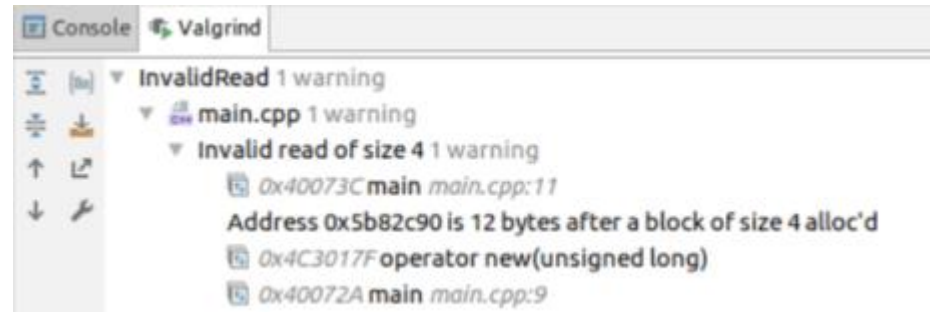 Console Valgrind
InvalidRead 1 warning
main.cpp 1 warning
Invalid read of size 4 1 warning
0x40073C main main.cpp:11
Address 0x5b82c90 is 12 bytes after a block of size 4 alloc'd
0x4C3017F operator new(unsigned long)
0x40072A main main.cpp:9